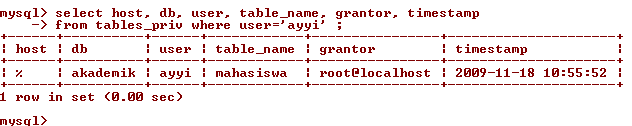 mysql> select host, db, user, table_name, grantor, timestamp
    -> from tables_priv where user='ayyi' ;
+------+----------+------+------------+----------------+---------------------+
| host | db       | user | table_name | grantor        | timestamp           |
+------+----------+------+------------+----------------+---------------------+
| %    | akademik | ayyi | mahasiswa  | root@localhost | 2009-11-18 10:55:52 |
+------+----------+------+------------+----------------+---------------------+
1 row in set (0.00 sec)
mysql>